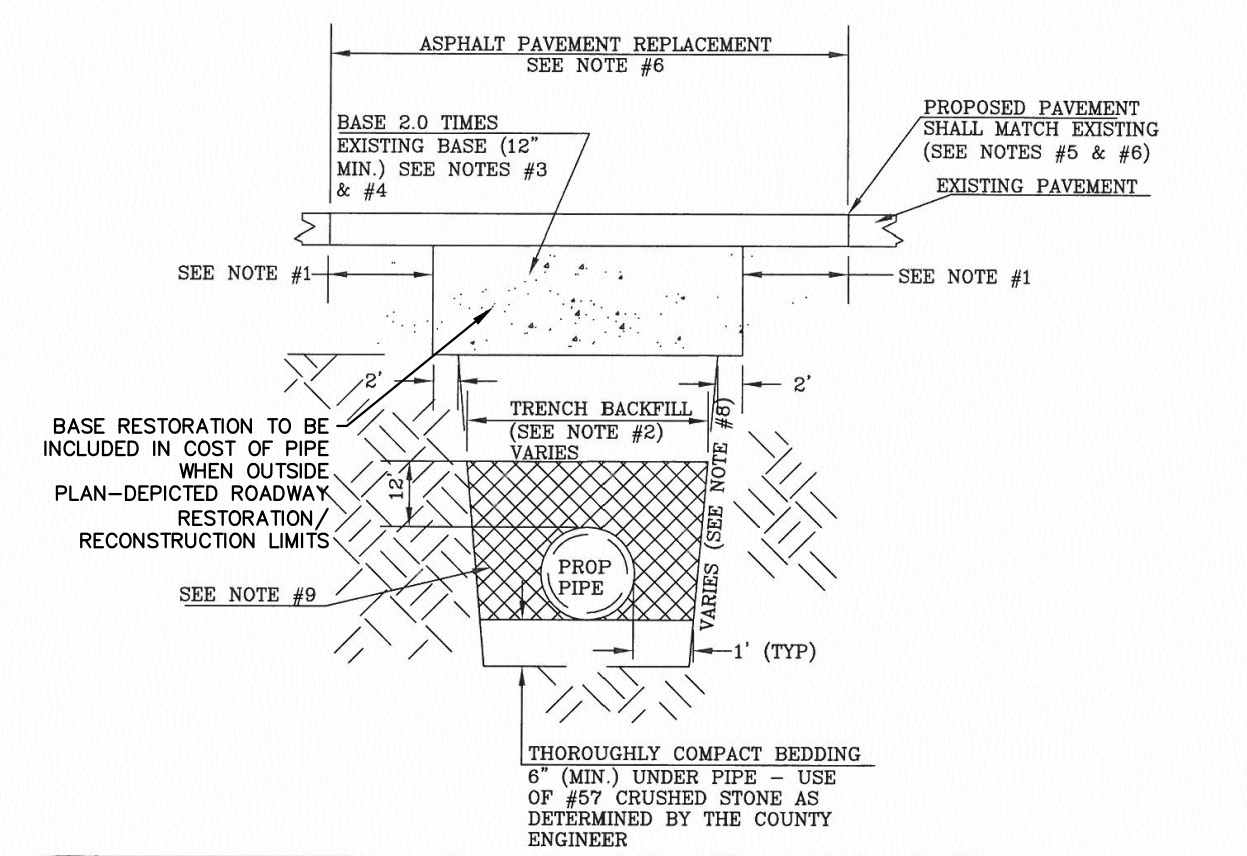 ASPHALT PAVEMENT REPLACEMENT
SEE NOTE #6
BASE 2.0 TIMES
EXISTING BASE (12"
MIN.) SEE NOTES #3
& #4
PROPOSED PAVEMENT
SHALL MATCH EXISTING
(SEE NOTES #5 & #6)
EXISTING PAVEMENT
SEE NOTE #1
SEE NOTE #1
2'
2'
BASE RESTORATION TO BE
INCLUDED IN COST OF PIPE
WHEN OUTSIDE
PLAN-DEPICTED ROADWAY
RESTORATION/
RECONSTRUCTION LIMITS
TRENCH BACKFILL
(SEE NOTE #2)
VARIES
VARIES (SEE NOTE #8)
12'
PROP
PIPE
SEE NOTE #9
1' (TYP)
THOROUGHLY COMPACT BEDDING
6" (MIN.) UNDER PIPE - USE
OF #57 CRUSHED STONE AS
DETERMINED BY THE COUNTY
ENGINEER